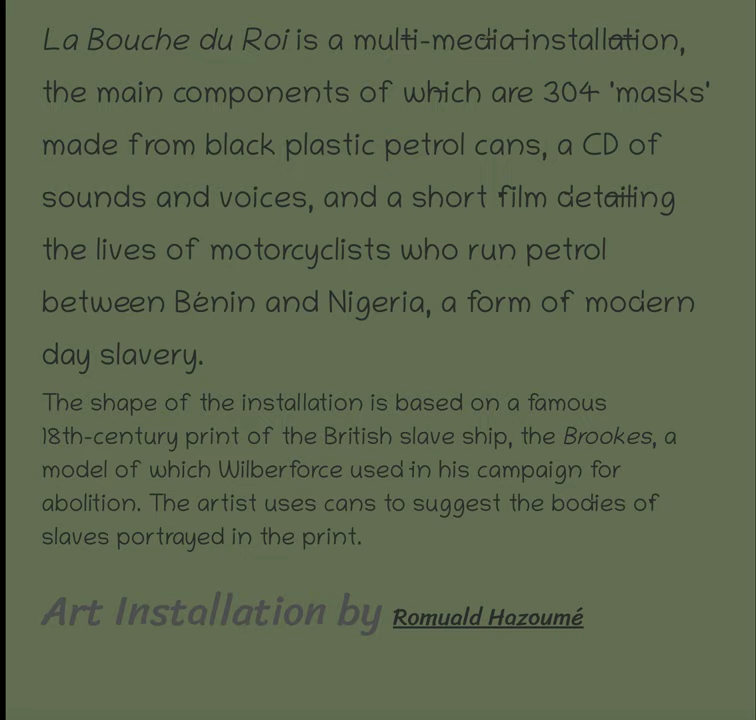 La Bouche du Roi is a multi-media installation,
the main components of which are 304 'masks'
made from black plastic petrol cans, a CD of
sounds and voices, and a short film detailing
the lives of motorcyclists who run petrol
between Bénin and Nigeria, a form of modern
day slavery.
The shape of the installation is based on a famous
18th-century print of the British slave ship, the Brookes, a
model of which Wilberforce used in his campaign for
abolition. The artist uses cans to suggest the bodies of
slaves portrayed in the print.
Art Installation by Romuald Hazoumé